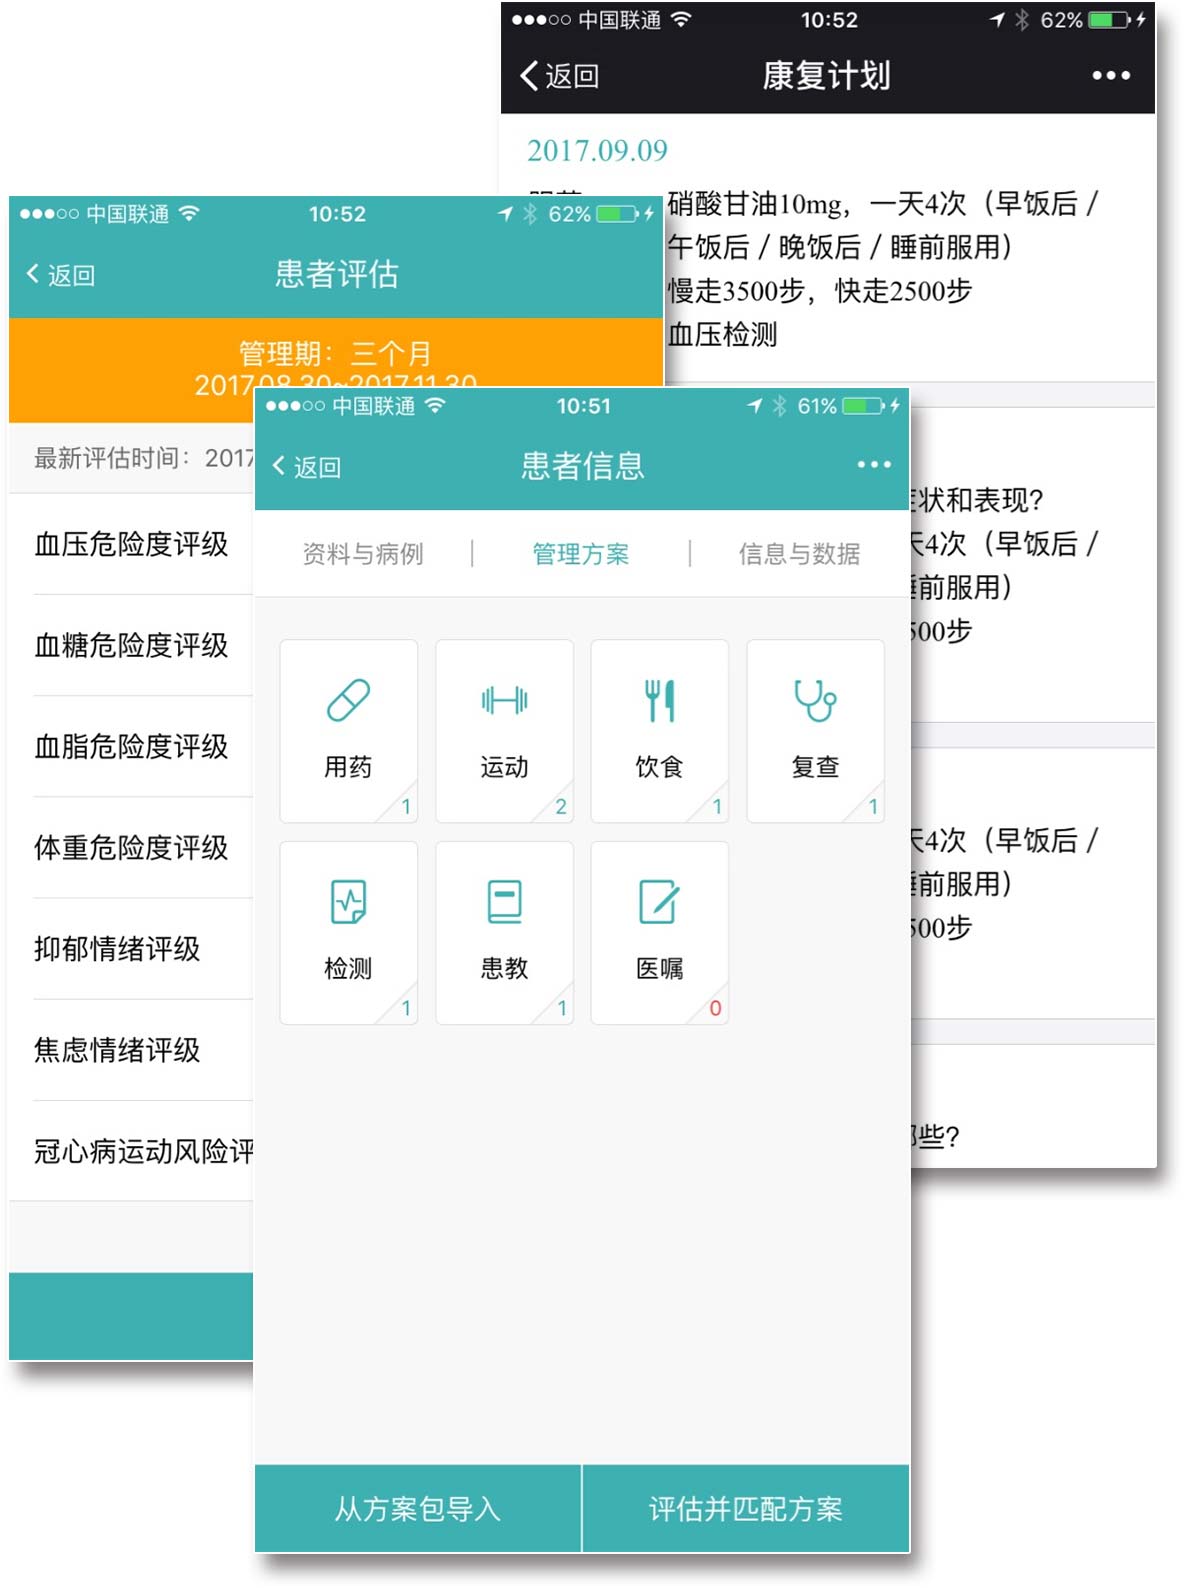 中国联通 10:52 62%
返回 康复计划
2017.09.09
硝酸甘油10mg，一天4次（早饭后 /
午饭后 / 晚饭后 / 睡前服用）
慢走3500步，快走2500步
血压检测
状和表现?
天4次（早饭后 /
睡前服用）
500步
天4次（早饭后 /
睡前服用）
500步
些?
中国联通 10:52 62%
返回 患者评估
管理期：三个月
2017.08.30~2017.11.30
最新评估时间：2017
血压危险度评级
血糖危险度评级
血脂危险度评级
体重危险度评级
抑郁情绪评级
焦虑情绪评级
冠心病运动风险评
中国联通 10:51 61%
返回 患者信息
资料与病例 | 管理方案 | 信息与数据
用药 运动 饮食 复查
1 2 1 1
检测 患教 医嘱
1 1 0
从方案包导入 评估并匹配方案